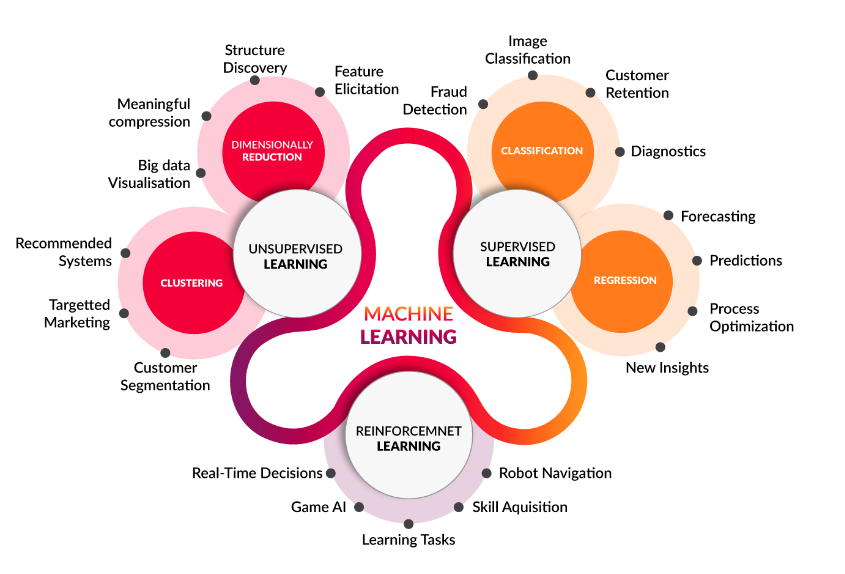 Structure
Discovery
Feature
Elicitation
Meaningful
compression
Big data
Visualisation
DIMENSIONALLY
REDUCTION
UNSUPERVISED
LEARNING
Recommended
Systems
Targetted
Marketing
Customer
Segmentation
CLUSTERING
Image
Classification
Fraud
Detection
Customer
Retention
Diagnostics
CLASSIFICATION
SUPERVISED
LEARNING
Forecasting
Predictions
Process
Optimization
New Insights
REGRESSION
MACHINE
LEARNING
REINFORCEMNET
LEARNING
Real-Time Decisions
Robot Navigation
Game AI
Skill Aquisition
Learning Tasks